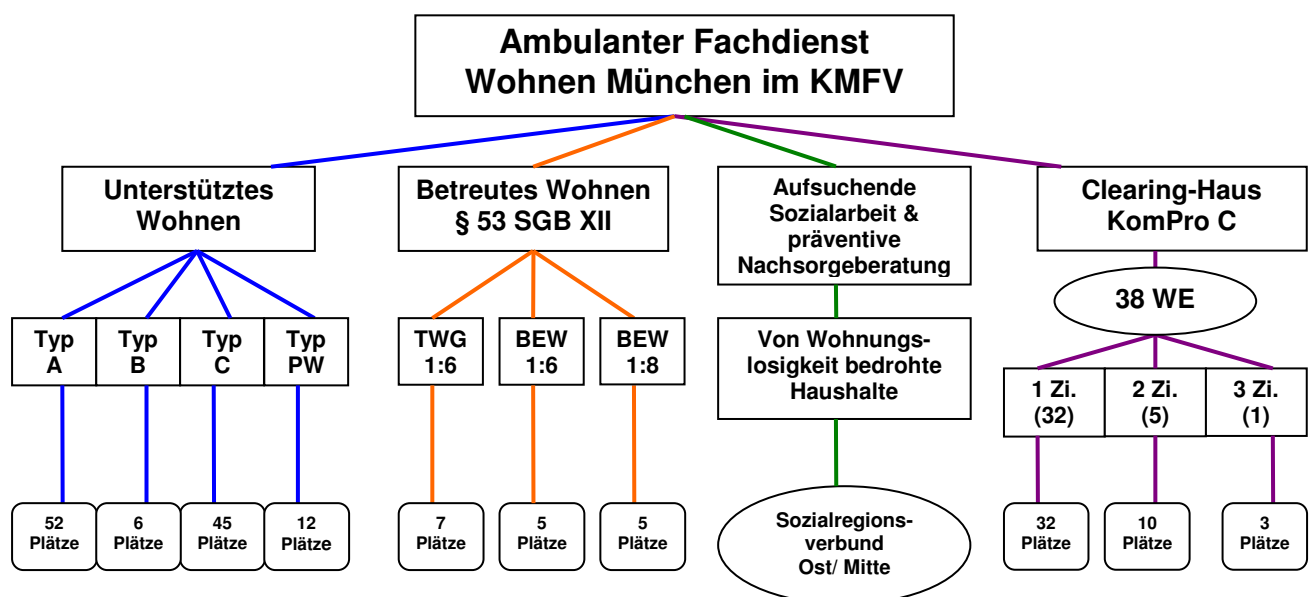 Ambulanter Fachdienst
Wohnen München im KMFV
Unterstütztes
Wohnen
Betreutes Wohnen
§ 53 SGB XII
Aufsuchende
Sozialarbeit &
präventive
Nachsorgeberatung
Clearing-Haus
KomPro C
38 WE
Typ
A
Typ
B
Typ
C
Typ
PW
TWG
1:6
BEW
1:6
BEW
1:8
Von Wohnungs-
losigkeit bedrohte
Haushalte
1 Zi.
(32)
2 Zi.
(5)
3 Zi.
(1)
52
Plätze
6
Plätze
45
Plätze
12
Plätze
7
Plätze
5
Plätze
5
Plätze
Sozialregions-
verbund
Ost/ Mitte
32
Plätze
10
Plätze
3
Plätze